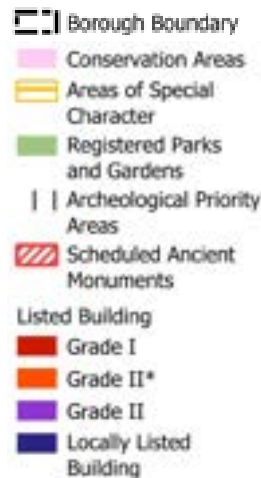 Borough Boundary
Conservation Areas
Areas of Special
Character
Registered Parks
and Gardens
Archeological Priority
Areas
Scheduled Ancient
Monuments
Listed Building
Grade I
Grade II*
Grade II
Locally Listed
Building